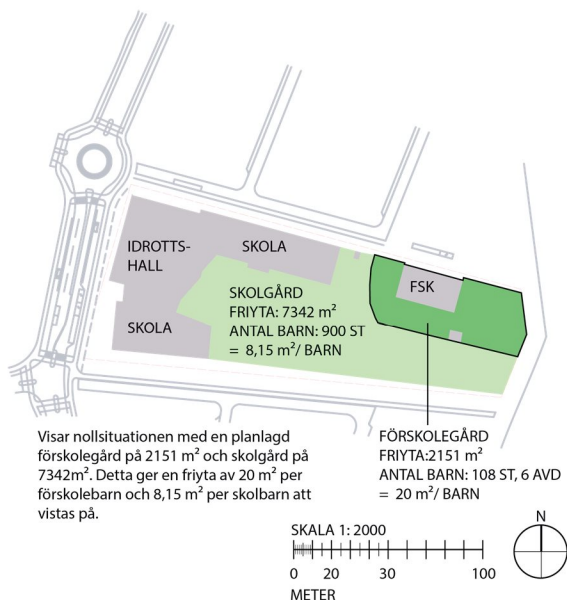 IDROTTS-
HALL
SKOLA
SKOLA
FSK
SKOLGÅRD
FRIYTA: 7342 m²
ANTAL BARN: 900 ST
= 8,15 m²/ BARN
Visar nollsituationen med en planlagd
förskolegård på 2151 m² och skolgård på
7342m². Detta ger en friyta av 20 m² per
förskolebarn och 8,15 m² per skolbarn att
vistas på.
FÖRSKOLEGÅRD
FRIYTA:2151 m²
ANTAL BARN: 108 ST, 6 AVD
= 20 m²/ BARN
SKALA 1: 2000
0 20 30 100
METER
N